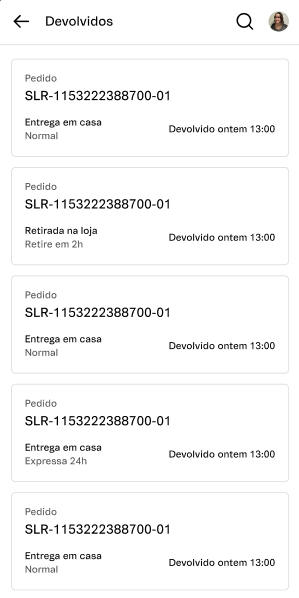 Devolvidos
Pedido
SLR-1153222388700-01
Entrega em casa
Normal
Devolvido ontem 13:00
Pedido
SLR-1153222388700-01
Retirada na loja
Retire em 2h
Devolvido ontem 13:00
Pedido
SLR-1153222388700-01
Entrega em casa
Normal
Devolvido ontem 13:00
Pedido
SLR-1153222388700-01
Entrega em casa
Expressa 24h
Devolvido ontem 13:00
Pedido
SLR-1153222388700-01
Entrega em casa
Normal
Devolvido ontem 13:00